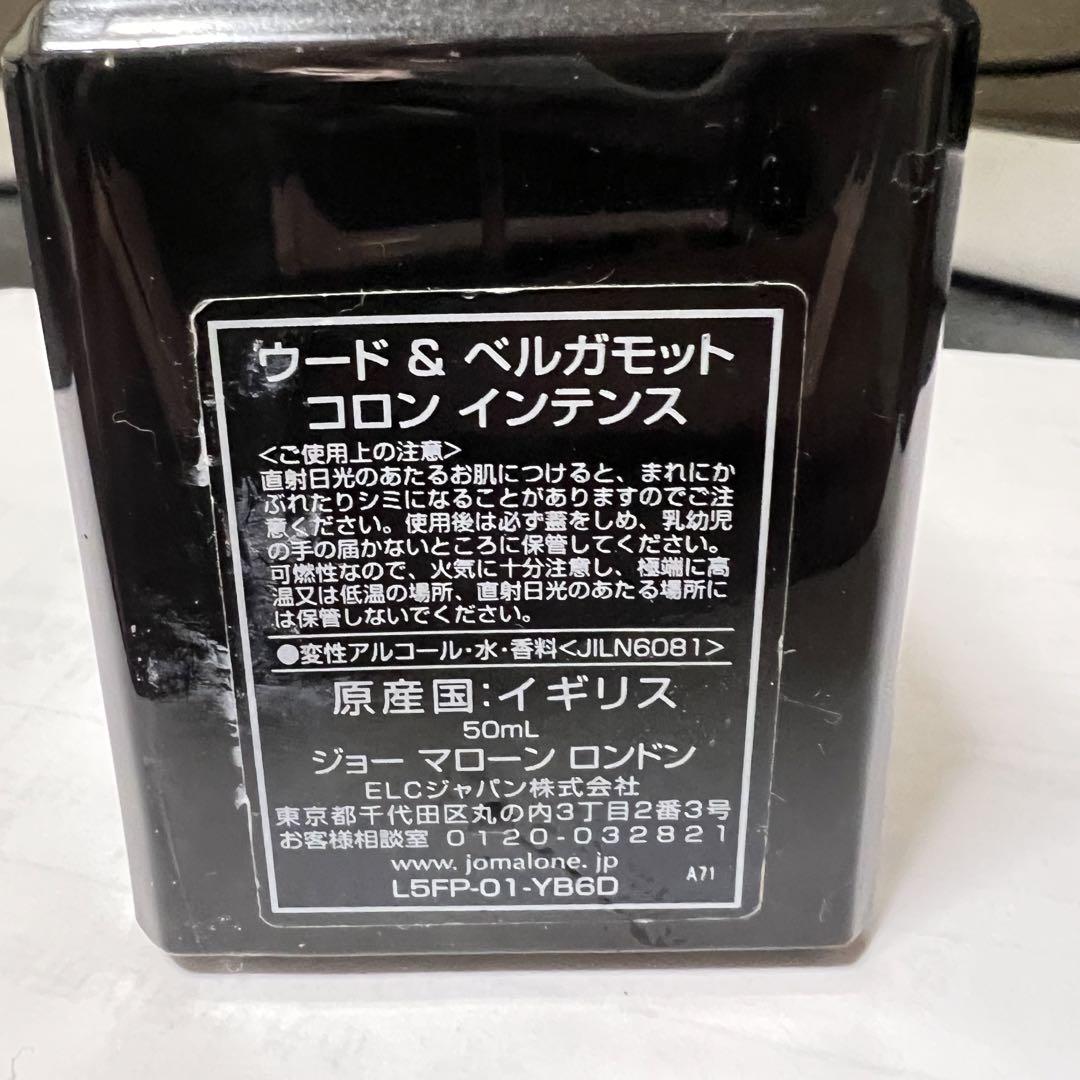 ウード & ベルガモット
コロン インテンス
<ご使用上の注意>
直射日光のあたるお肌につけると、まれにか
ぶれたりシミになることがありますのでご注
意ください。使用後は必ず蓋をしめ、乳幼児
の手の届かないところに保管してください。
可燃性なので、火気に十分注意し、極端に高
温又は低温の場所、直射日光のあたる場所に
は保管しないでください。
●変性アルコール・水・香料<JILN6081>
原産国:イギリス
50mL
ジョー マローン ロンドン
ELCジャパン株式会社
東京都千代田区丸の内3丁目2番3号
お客様相談室 0120-032821
www.jomalone.jp
L5FP-01-YB6D
A71